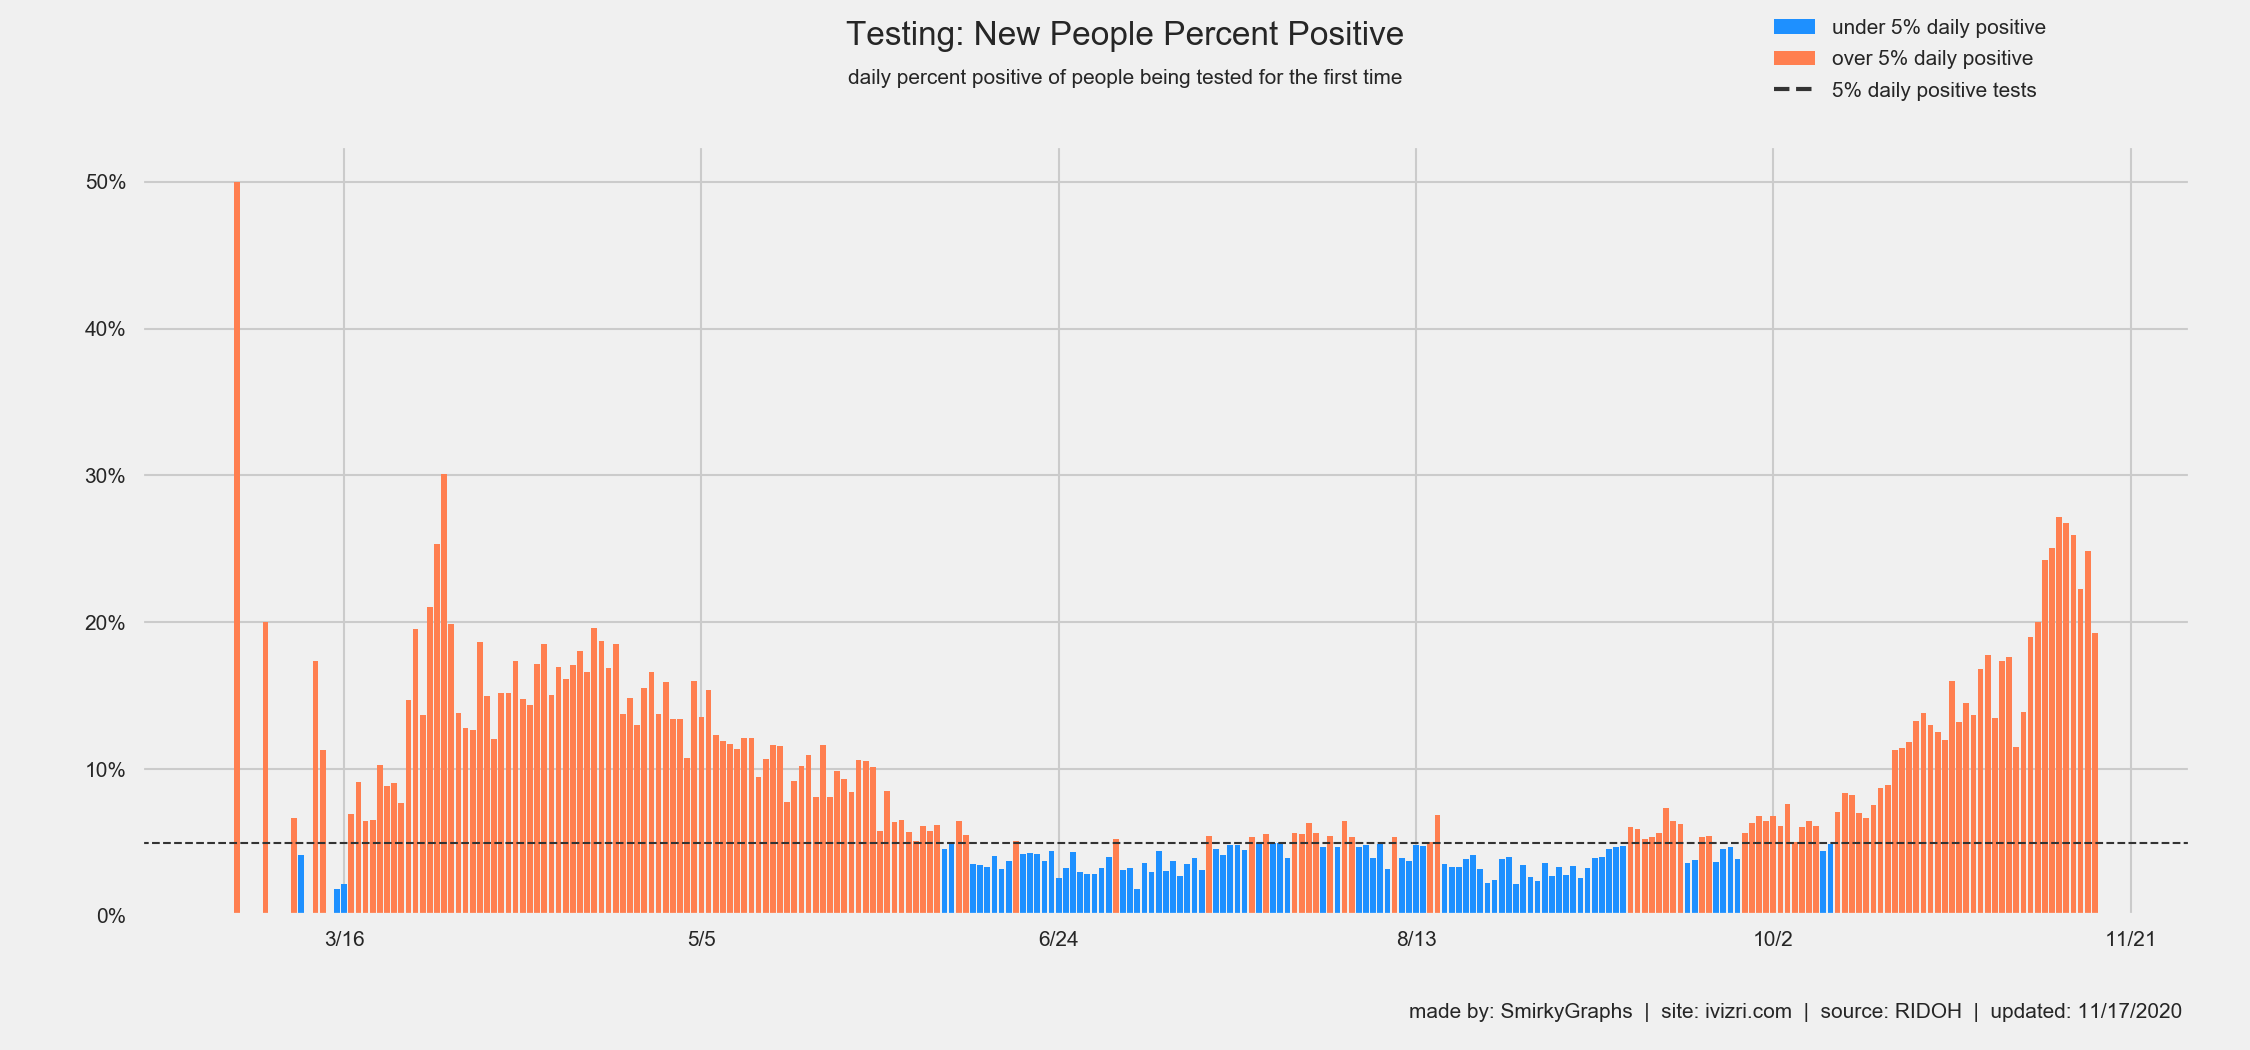 Testing: New People Percent Positive
daily percent positive of people being tested for the first time
under 5% daily positive
over 5% daily positive
5% daily positive tests
50%
40%
30%
20%
10%
0%
3/16
5/5
6/24
8/13
10/2
11/21
made by: SmirkyGraphs | site: ivizri.com | source: RIDOH | updated: 11/17/2020